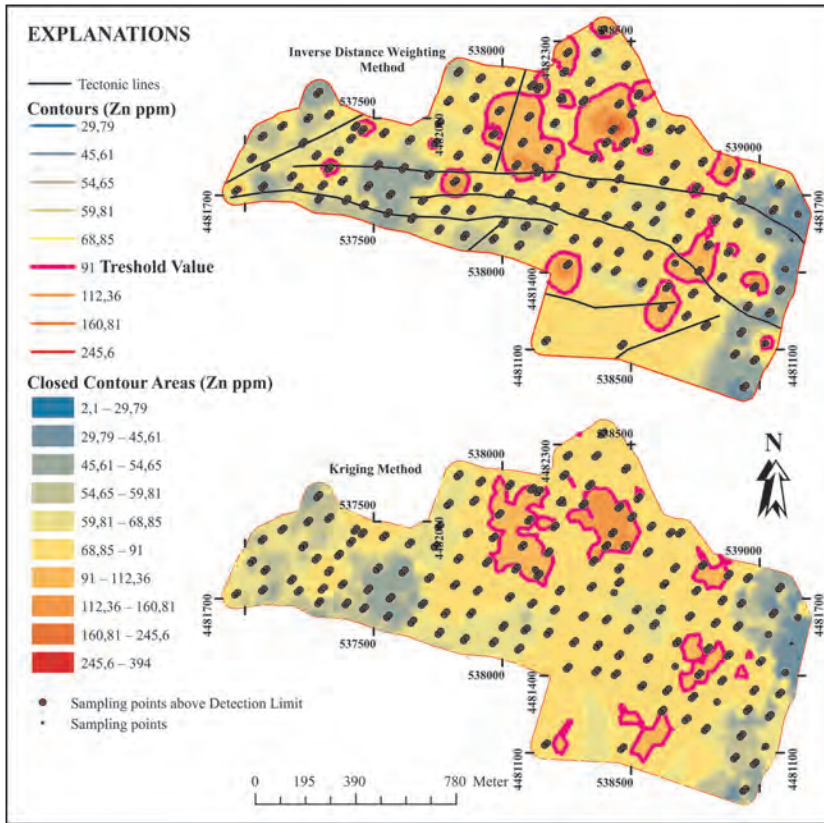 EXPLANATIONS
Tectonic lines
Contours (Zn ppm)
29,79
45,61
54,65
59,81
68,85
91 Treshold Value
112,36
160,81
245,6
Closed Contour Areas (Zn ppm)
2,1 – 29,79
29,79 – 45,61
45,61 – 54,65
54,65 – 59,81
59,81 – 68,85
68,85 – 91
91 – 112,36
112,36 – 160,81
160,81 – 245,6
245,6 – 394
Sampling points above Detection Limit
Sampling points
Inverse Distance Weighting
Method
538000
4482300
538500
537500
4482000
539000
4481700
4481700
537500
538000
4481400
4481400
4481100
538500
4481100
Kriging Method
538000
4482300
538500
537500
4482000
539000
4481700
4481700
537500
538000
4481400
4481400
4481100
538500
4481100
N
0 195 390 780 Meter